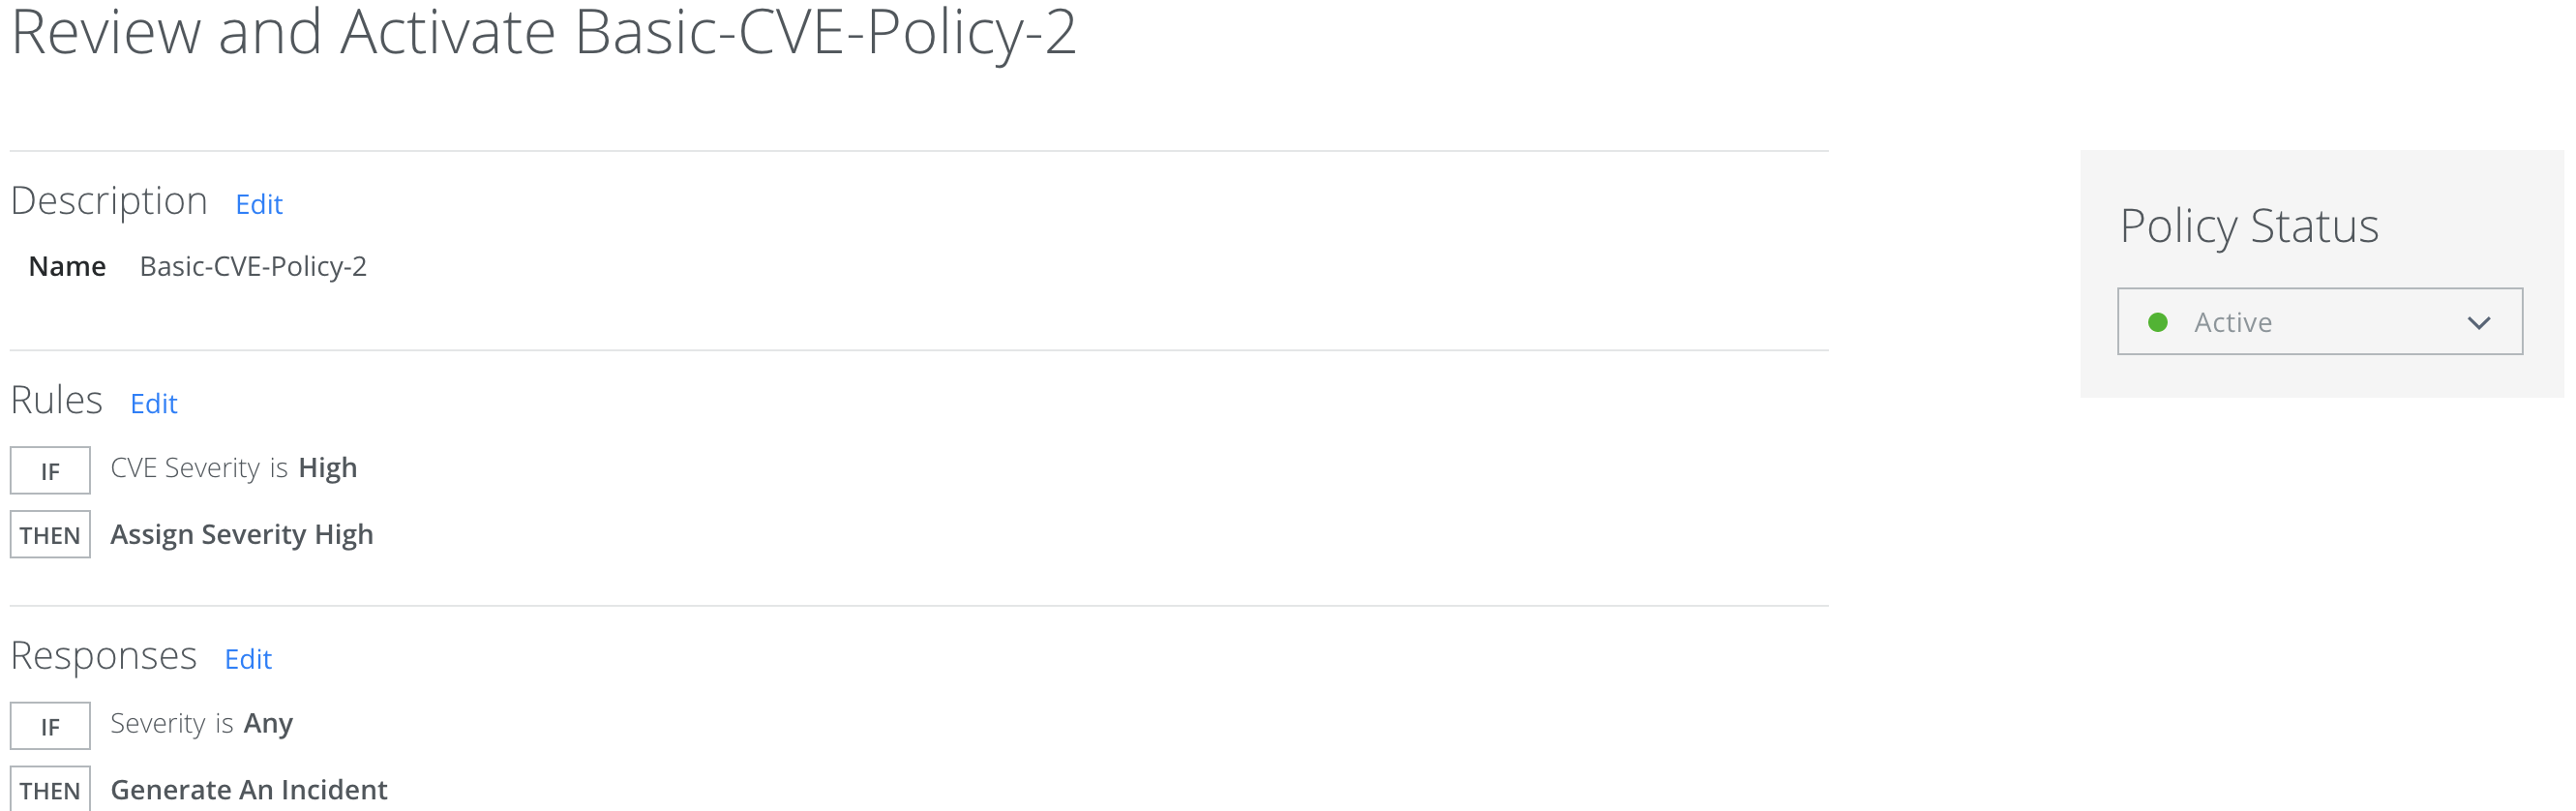 Review and Activate Basic-CVE-Policy-2
Description Edit
Name Basic-CVE-Policy-2
Rules Edit
IF CVE Severity is High
THEN Assign Severity High
Responses Edit
IF Severity is Any
THEN Generate An Incident
Policy Status
Active